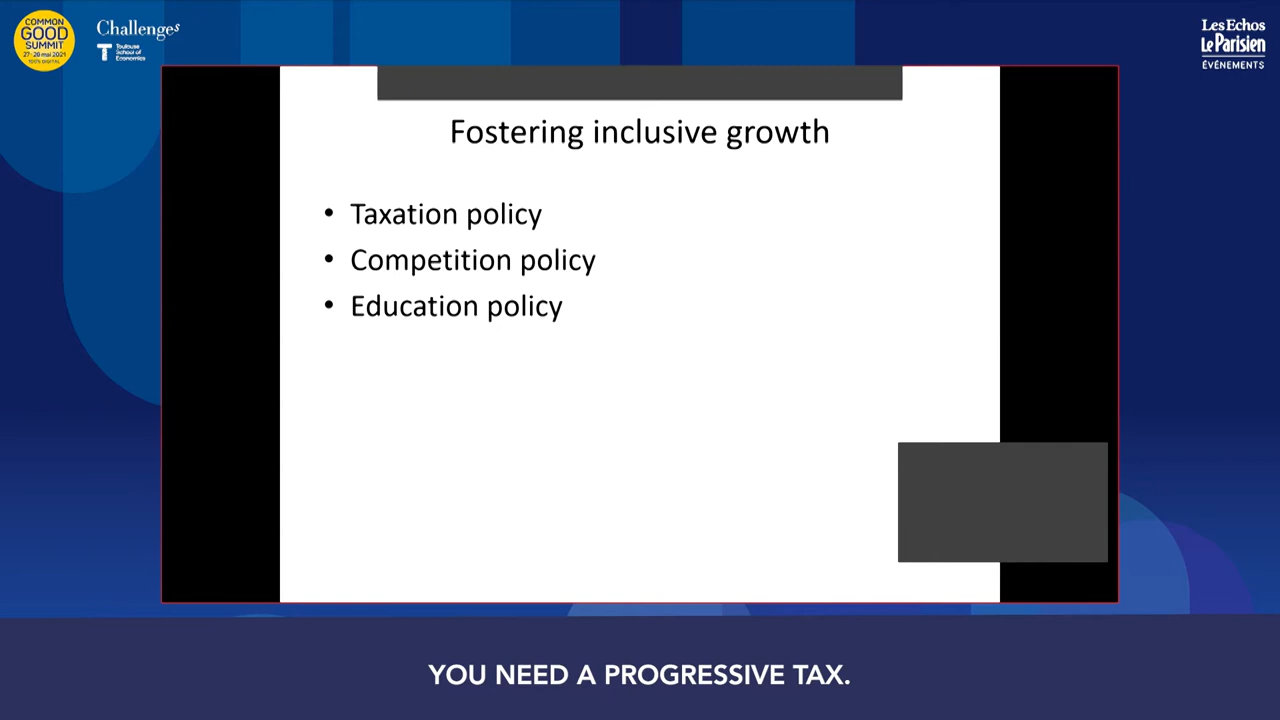 COMMON
GOOD
SUMMIT
27-28 mai 2021
100% DIGITAL
Challenges
Toulouse
School of
Economics
Les Echos
Le Parisien
ÉVÉNEMENTS
Fostering inclusive growth
• Taxation policy
• Competition policy
• Education policy
YOU NEED A PROGRESSIVE TAX.